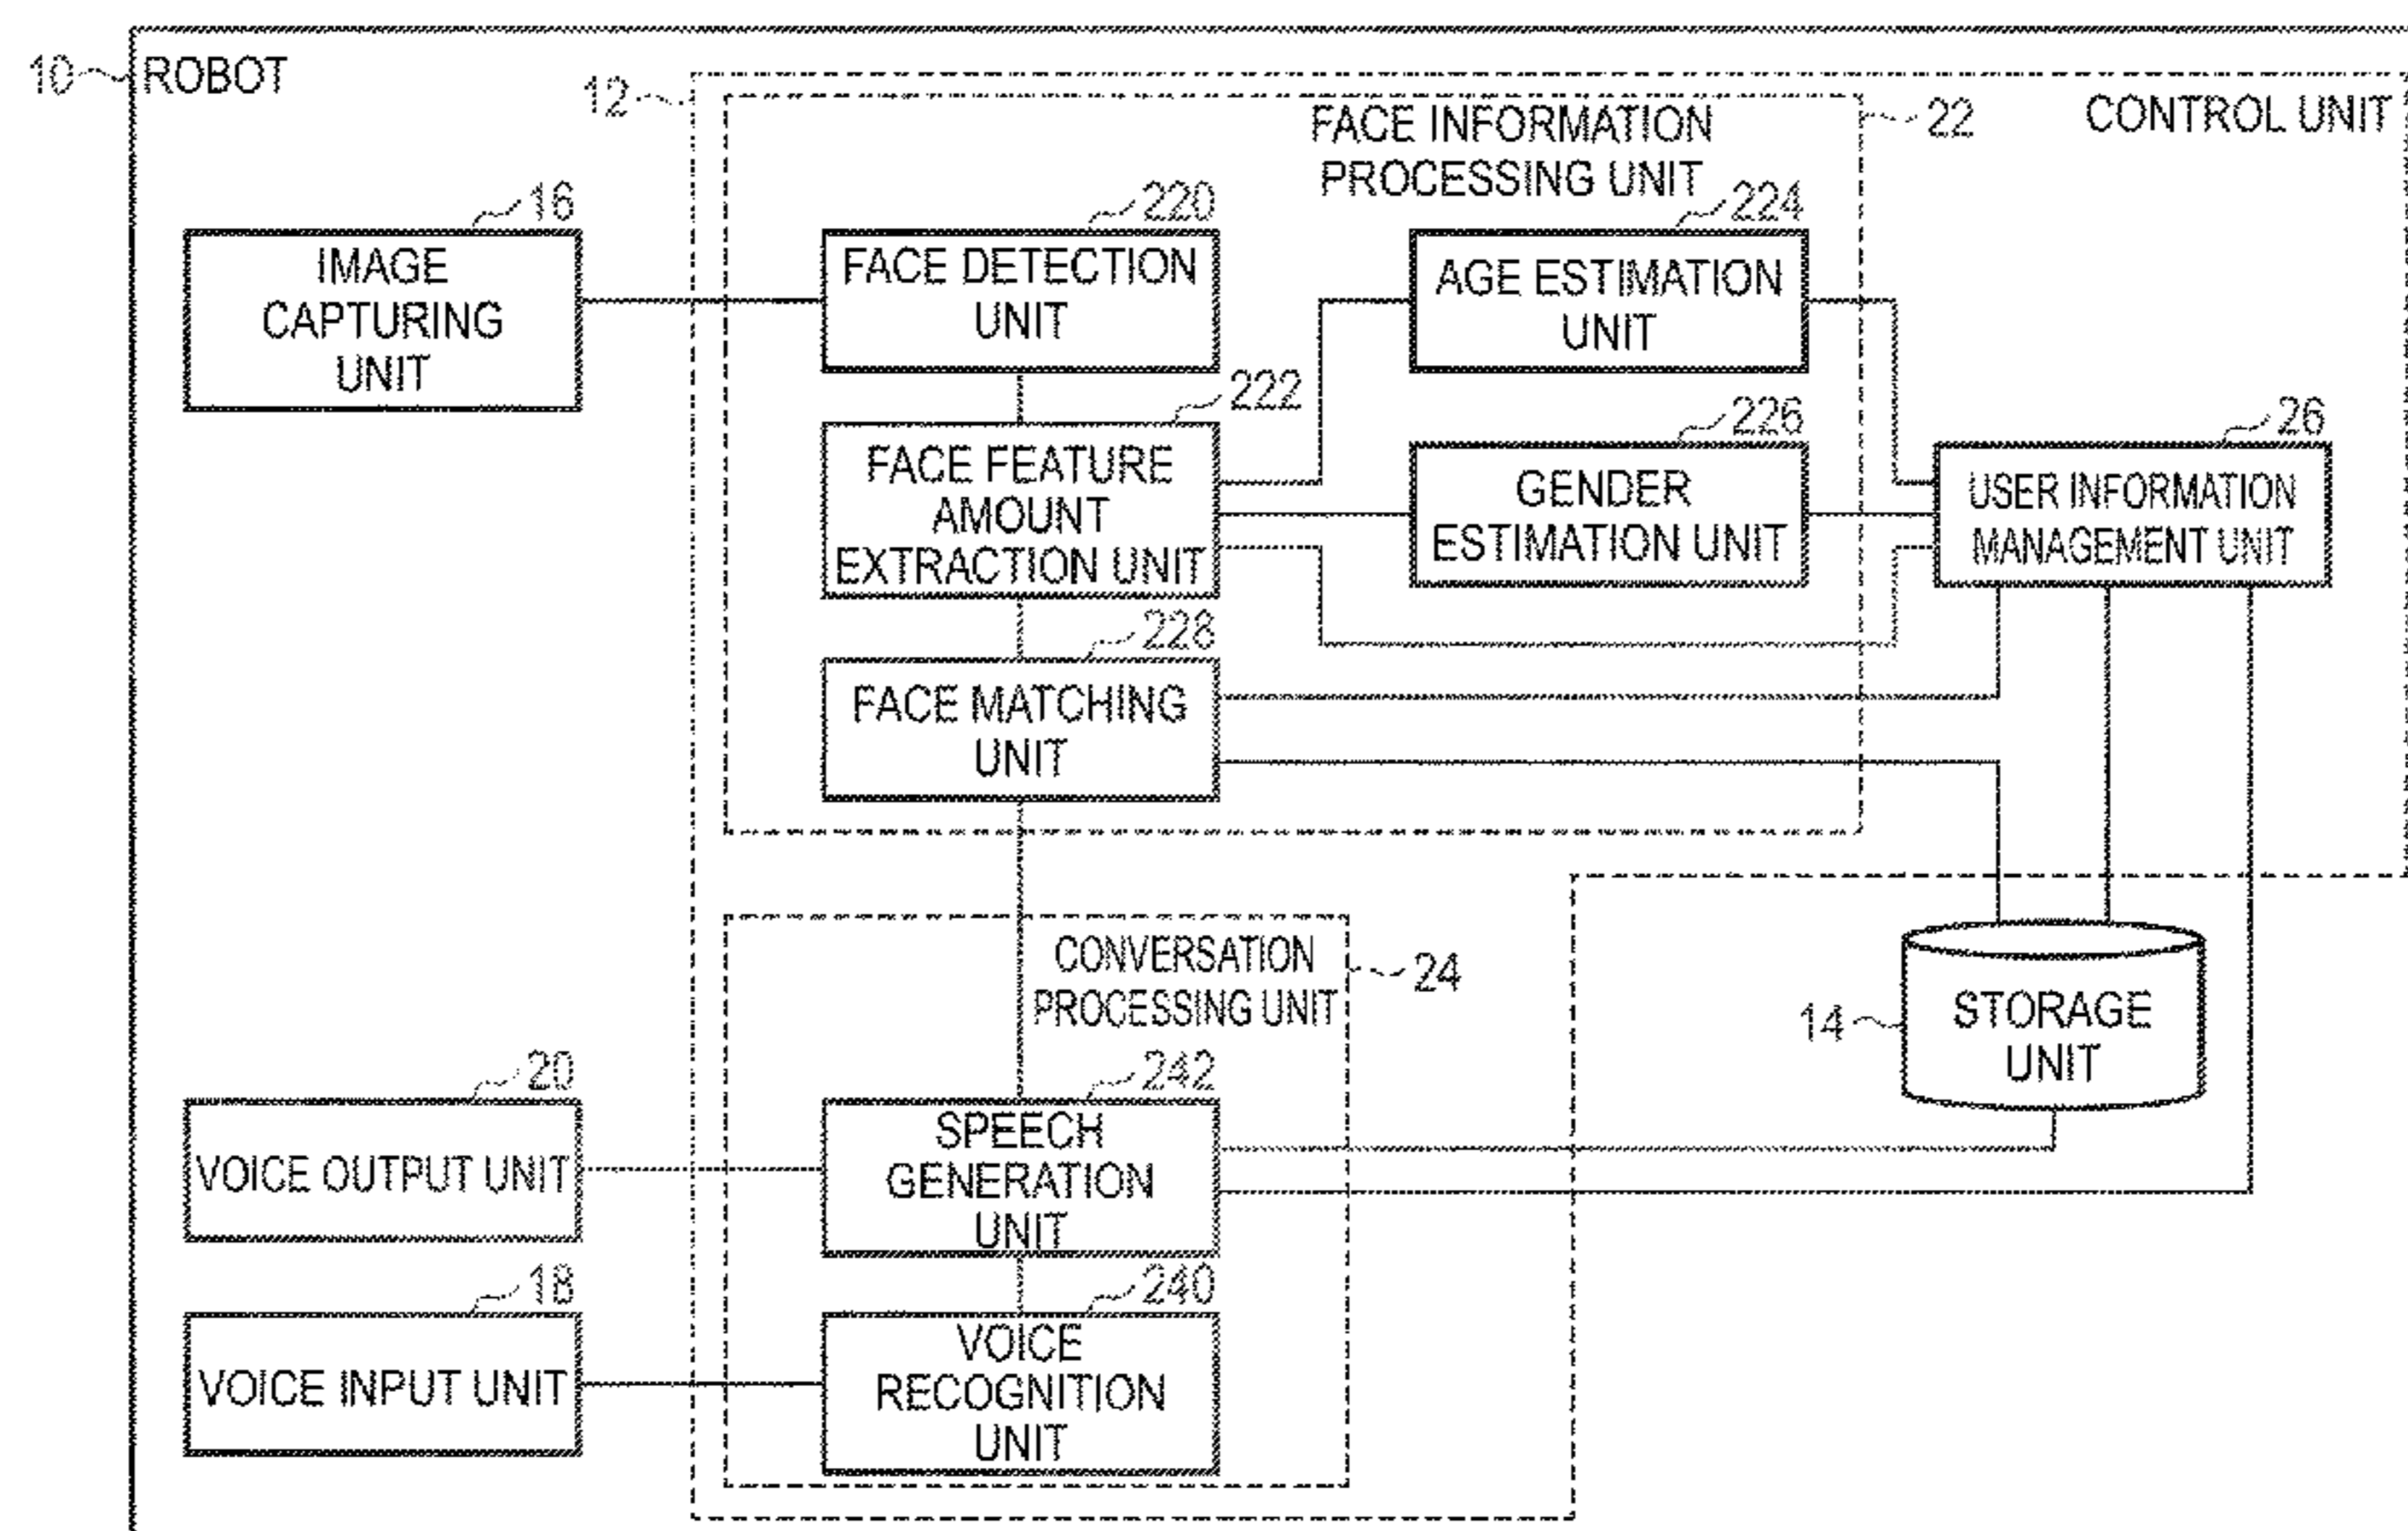 10
ROBOT
12
FACE INFORMATION
PROCESSING UNIT
22
CONTROL UNIT
16
IMAGE
CAPTURING
UNIT
220
FACE DETECTION
UNIT
224
AGE ESTIMATION
UNIT
222
FACE FEATURE
AMOUNT
EXTRACTION UNIT
226
GENDER
ESTIMATION UNIT
26
USER INFORMATION
MANAGEMENT UNIT
228
FACE MATCHING
UNIT
CONVERSATION
PROCESSING UNIT
24
14
STORAGE
UNIT
20
VOICE OUTPUT UNIT
242
SPEECH
GENERATION
UNIT
18
VOICE INPUT UNIT
240
VOICE
RECOGNITION
UNIT